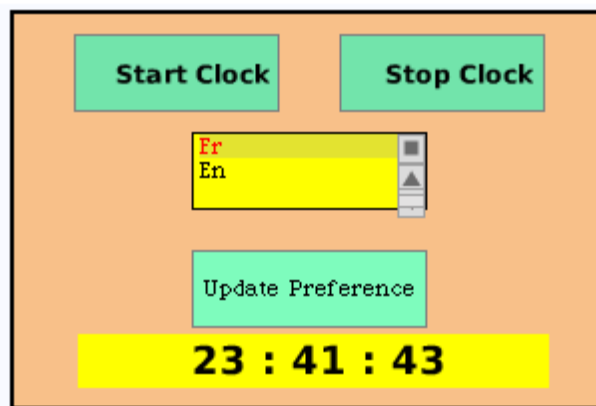 Start Clock
Stop Clock
Fr
En
Update Preference
23 : 41 : 43